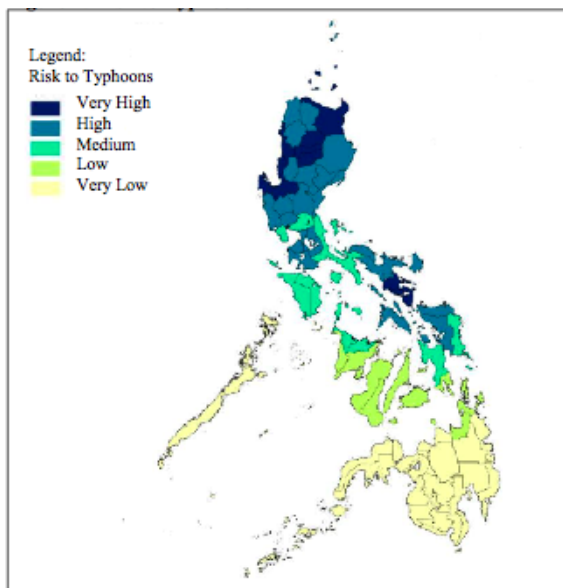 Legend:
Risk to Typhoons
Very High
High
Medium
Low
Very Low